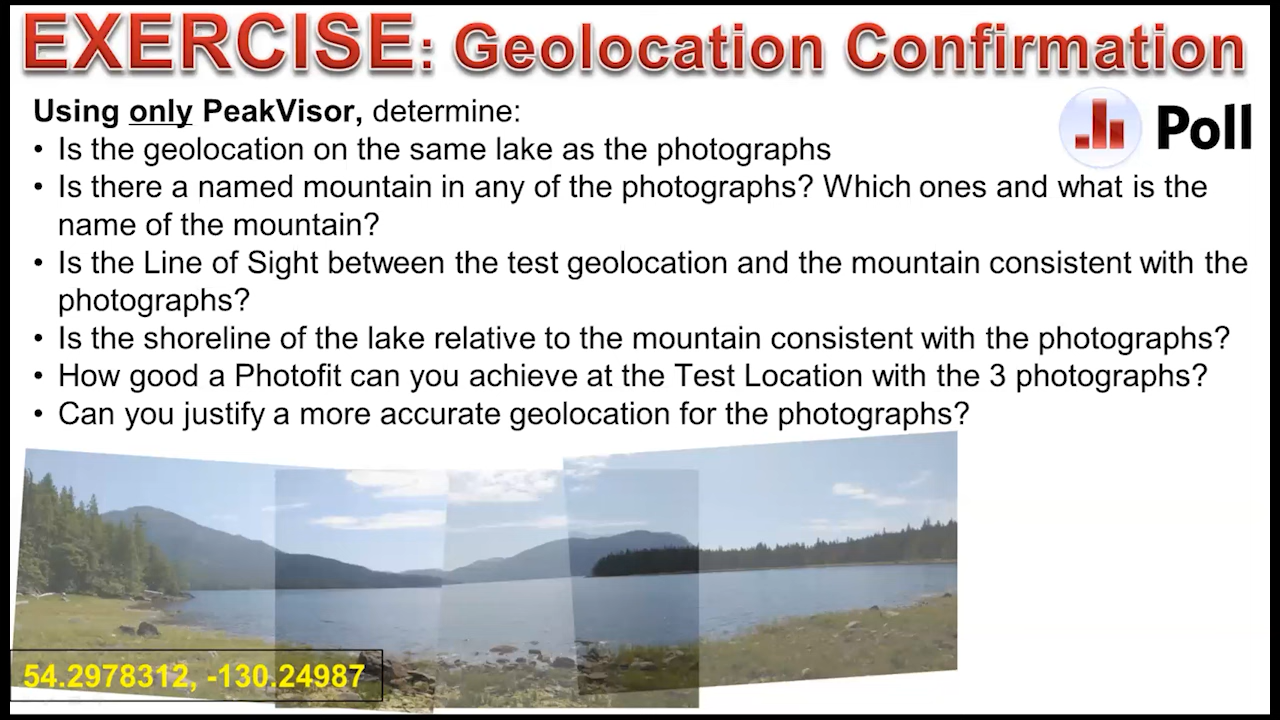 EXERCISE: Geolocation Confirmation
Using only PeakVisor, determine:
Poll
• Is the geolocation on the same lake as the photographs
• Is there a named mountain in any of the photographs? Which ones and what is the
name of the mountain?
• Is the Line of Sight between the test geolocation and the mountain consistent with the
photographs?
• Is the shoreline of the lake relative to the mountain consistent with the photographs?
• How good a Photofit can you achieve at the Test Location with the 3 photographs?
• Can you justify a more accurate geolocation for the photographs?
54.2978312, -130.24987